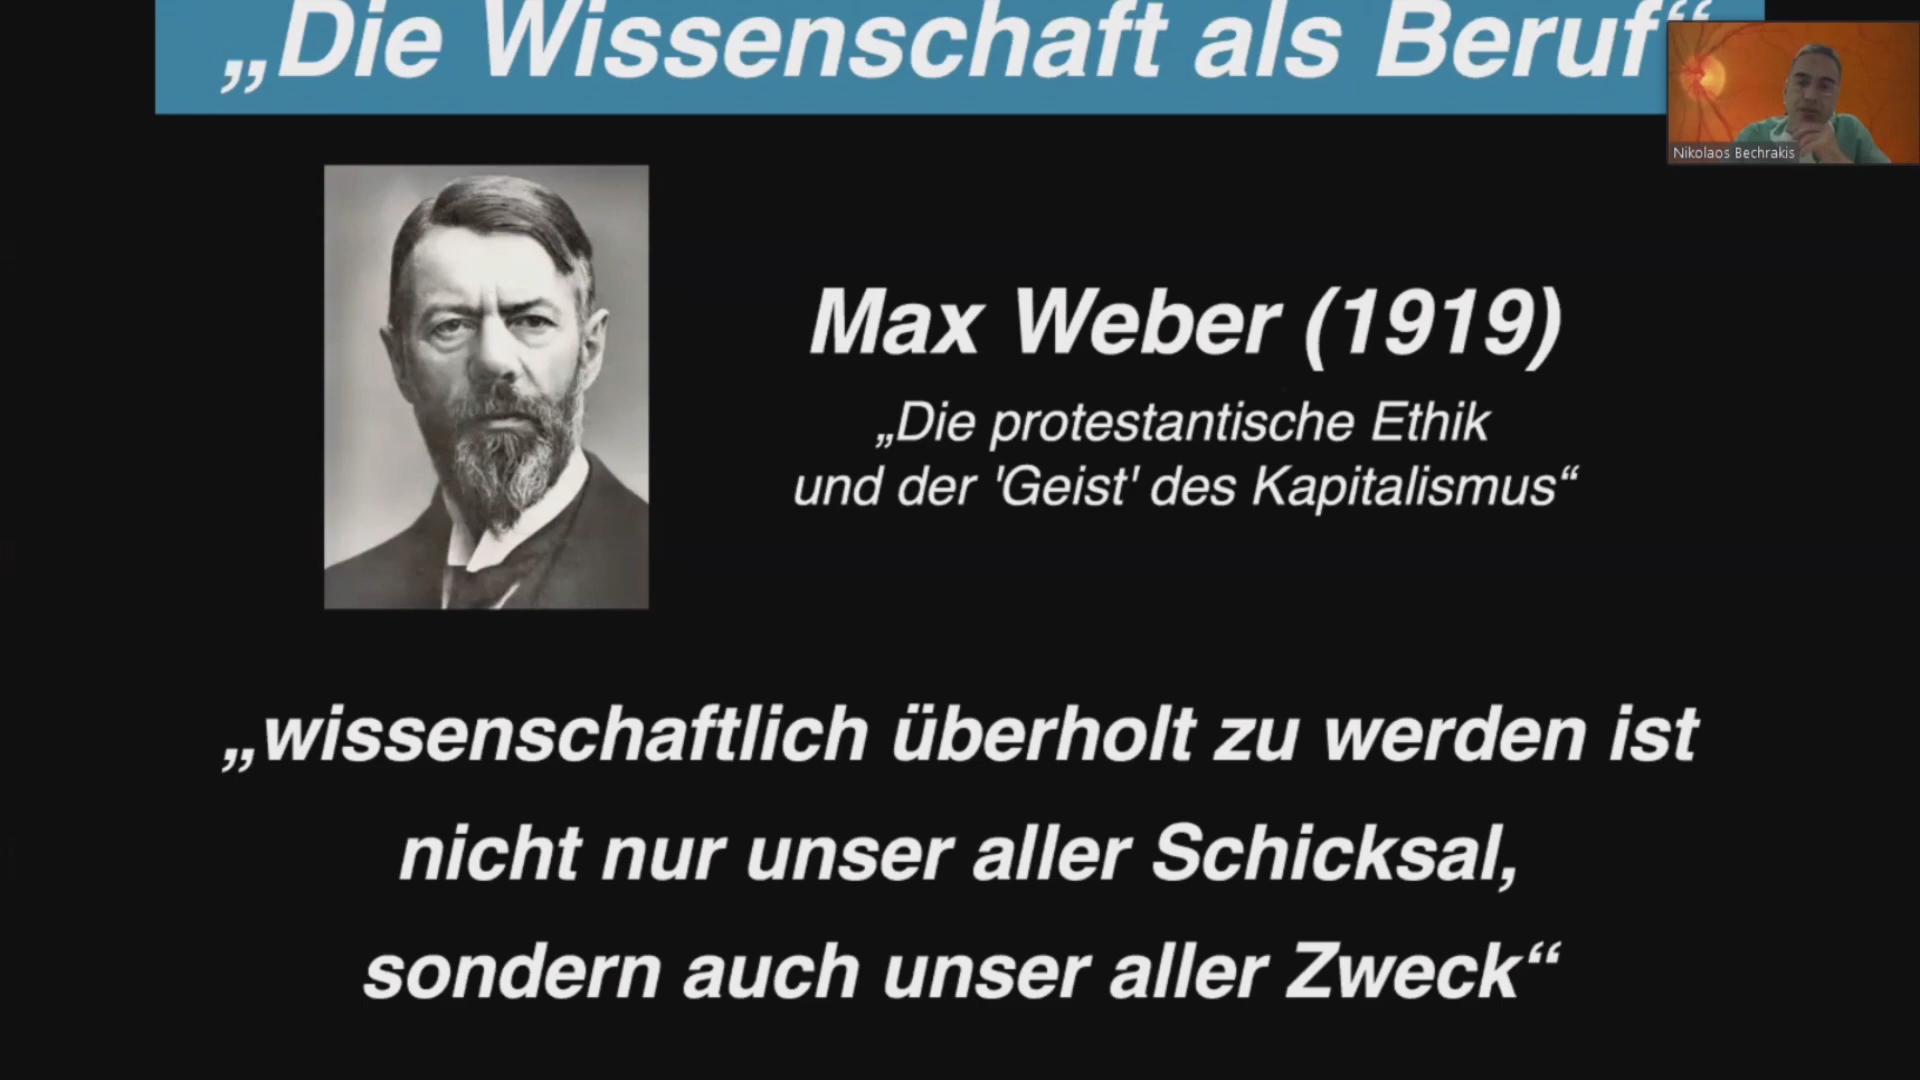 „Die Wissenschaft als Beruf“
Nikolaos Bechrakis
Max Weber (1919)
„Die protestantische Ethik
und der 'Geist' des Kapitalismus“
„wissenschaftlich überholt zu werden ist
nicht nur unser aller Schicksal,
sondern auch unser aller Zweck“